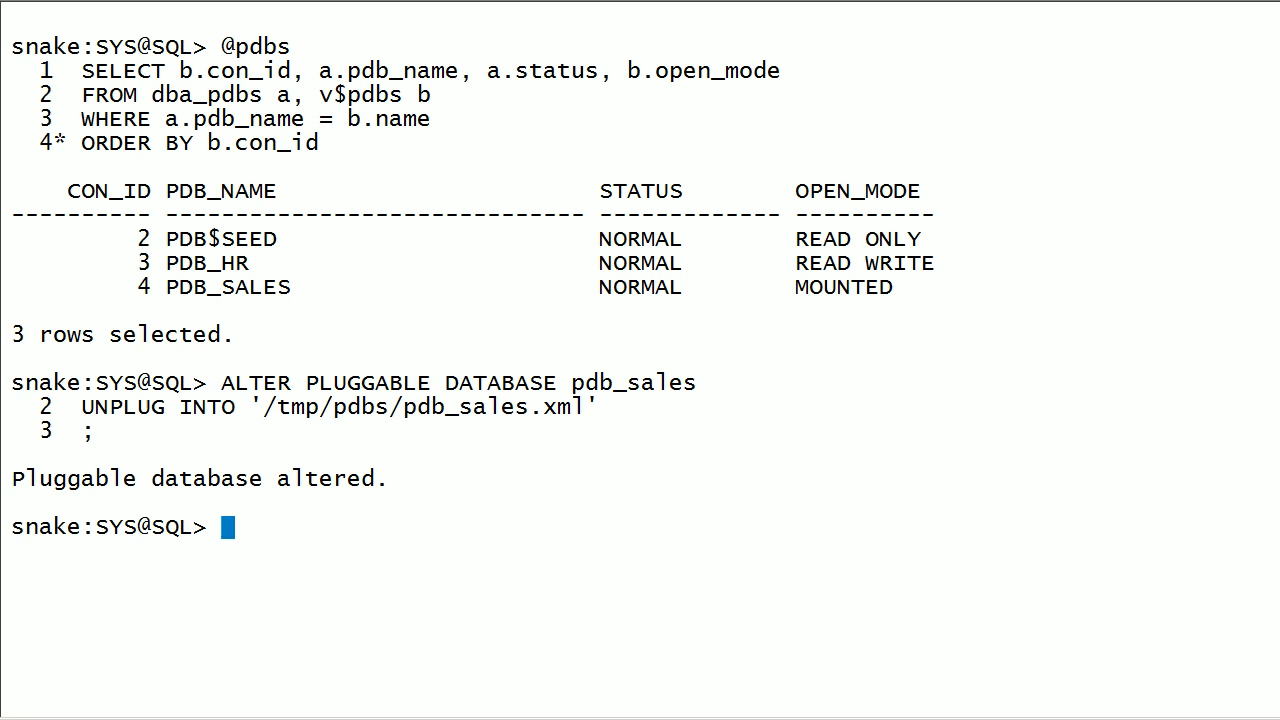 snake:SYS@SQL> @pdbs
  1  SELECT b.con_id, a.pdb_name, a.status, b.open_mode
  2  FROM dba_pdbs a, v$pdbs b
  3  WHERE a.pdb_name = b.name
  4* ORDER BY b.con_id
    CON_ID PDB_NAME                       STATUS        OPEN_MODE
---------- ------------------------------ ------------- ----------
         2 PDB$SEED                       NORMAL        READ ONLY
         3 PDB_HR                         NORMAL        READ WRITE
         4 PDB_SALES                      NORMAL        MOUNTED
3 rows selected.
snake:SYS@SQL> ALTER PLUGGABLE DATABASE pdb_sales
  2  UNPLUG INTO '/tmp/pdbs/pdb_sales.xml'
  3  ;
Pluggable database altered.
snake:SYS@SQL>